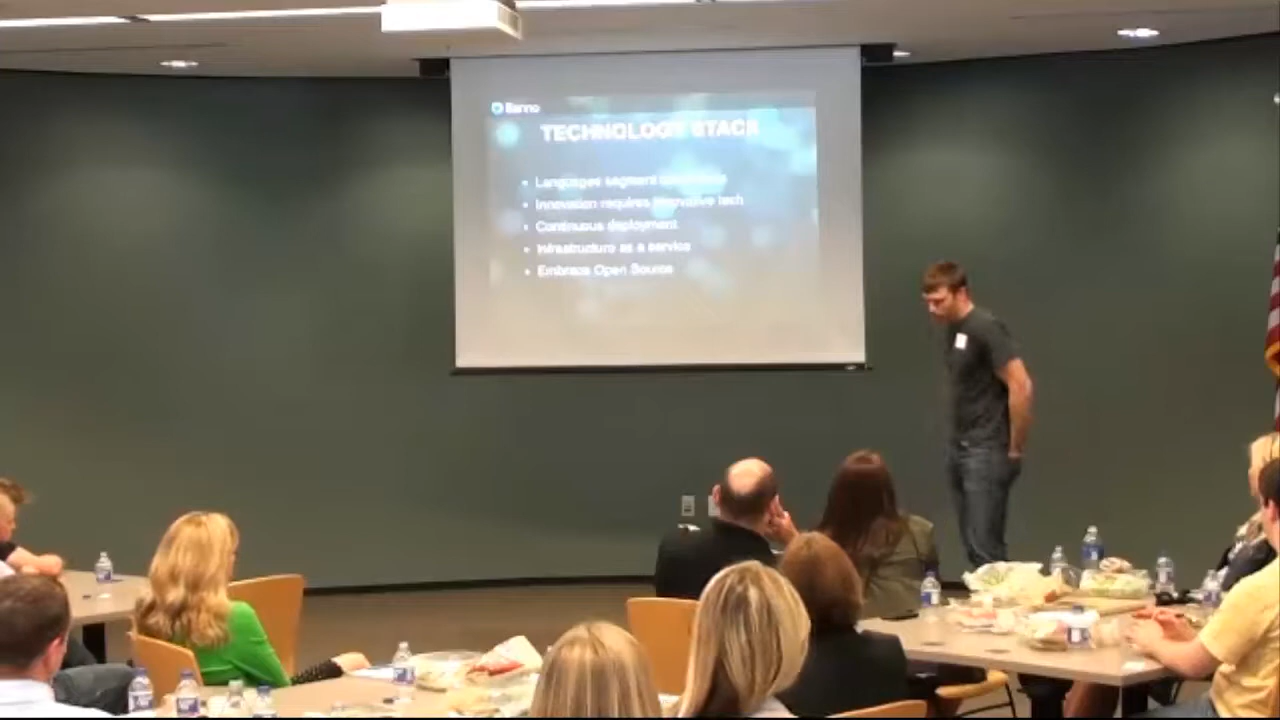 Banno
TECHNOLOGY STACK
Languages segment
Innovation requires innovative tech
Continuous deployment
Infrastructure as a service
Embrace Open Source